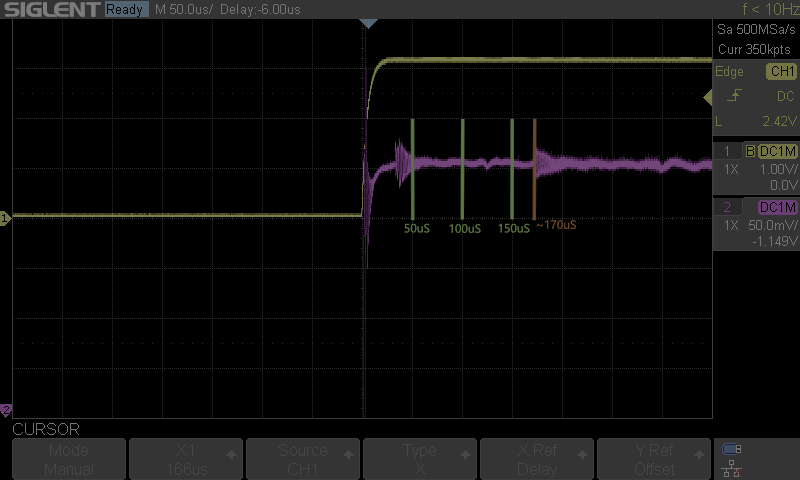 SIGLENT Ready M 50.0us/ Delay:-6.00us f < 10Hz
Sa 500MSa/s
Curr 350kpts
Edge CH1
DC
L 2.42V
1 B DC1M
1X 1.00V/
0.0V
2 DC1M
1X 50.0mV/
-1.149V
1
50uS 100uS 150uS ~170uS
2
CURSOR
Mode X1 Source Type X Ref Y Ref
Manual 166us CH1 X Delay Offset